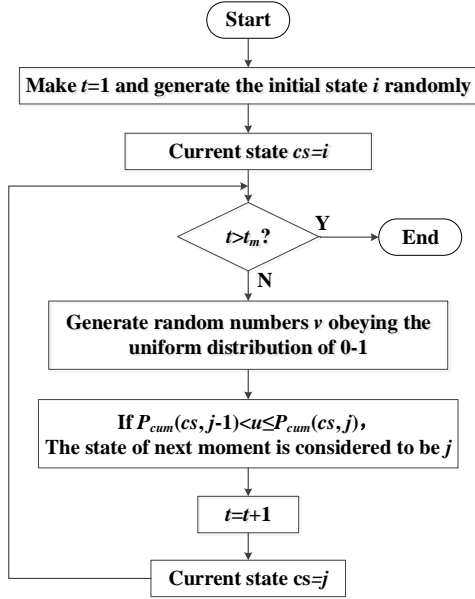 Start
Make t=1 and generate the initial state i randomly
Current state cs=i
t>tm?
Y
End
N
Generate random numbers v obeying the
uniform distribution of 0-1
If Pcum(cs, j-1)<u≤Pcum(cs, j),
The state of next moment is considered to be j
t=t+1
Current state cs=j